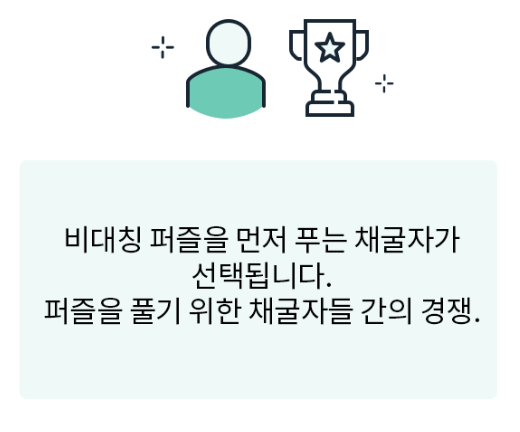 비대칭 퍼즐을 먼저 푸는 채굴자가
선택됩니다.
퍼즐을 풀기 위한 채굴자들 간의 경쟁.